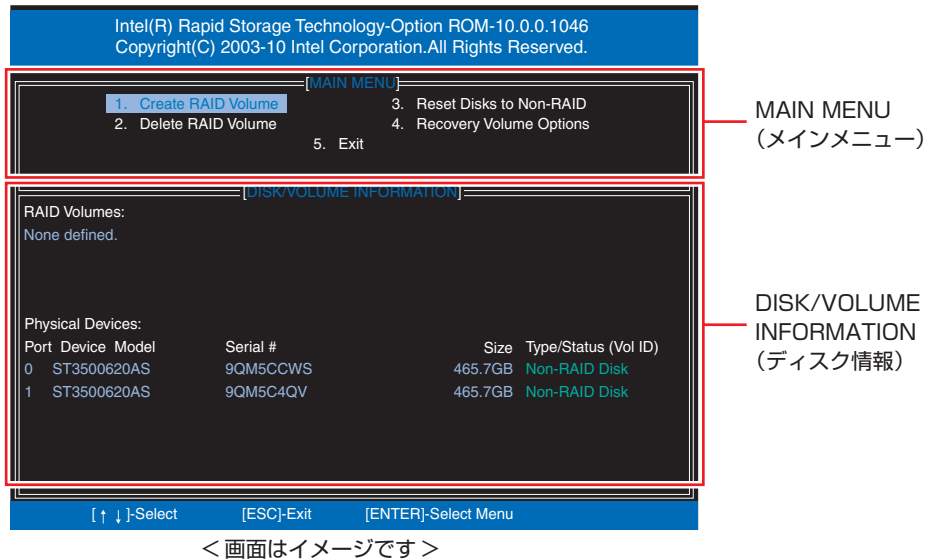 Intel(R) Rapid Storage Technology-Option ROM-10.0.0.1046
Copyright(C) 2003-10 Intel Corporation.All Rights Reserved.
[MAIN MENU]
1. Create RAID Volume
3. Reset Disks to Non-RAID
2. Delete RAID Volume
4. Recovery Volume Options
5. Exit
MAIN MENU
（メインメニュー）
[DISK/VOLUME INFORMATION]
RAID Volumes:
None defined.
Physical Devices:
Port Device Model Serial # Size Type/Status (Vol ID)
0 ST3500620AS 9QM5CCWS 465.7GB Non-RAID Disk
1 ST3500620AS 9QM5C4QV 465.7GB Non-RAID Disk
DISK/VOLUME
INFORMATION
（ディスク情報）
[↑↓]-Select [ESC]-Exit [ENTER]-Select Menu
＜画面はイメージです＞